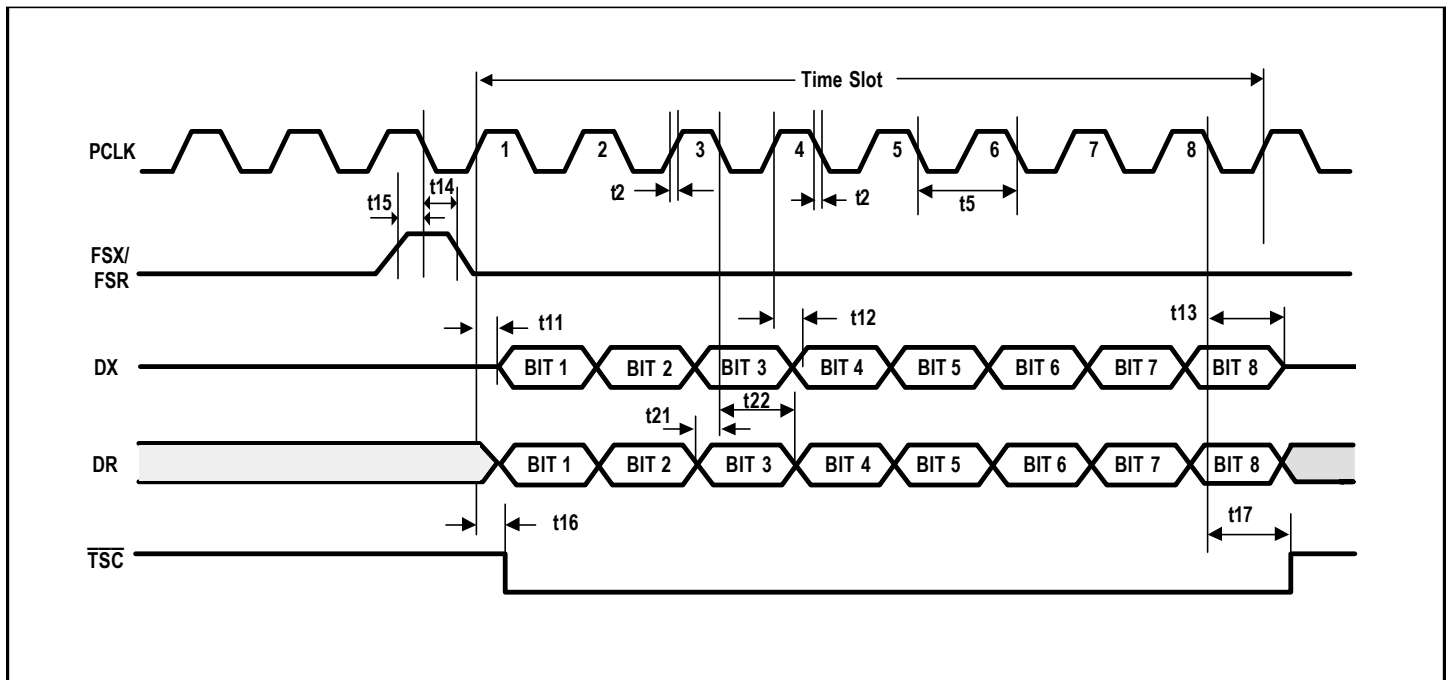 Time Slot
PCLK
1 2 3 4 5 6 7 8
t15
t14
t2
t2
t5
FSX/
FSR
t11
t12
t13
DX
BIT 1 BIT 2 BIT 3 BIT 4 BIT 5 BIT 6 BIT 7 BIT 8
t21
t22
DR
BIT 1 BIT 2 BIT 3 BIT 4 BIT 5 BIT 6 BIT 7 BIT 8
t16
t17
TSC